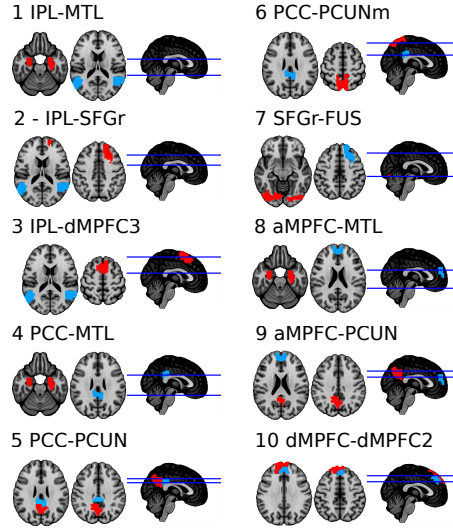 1 IPL-MTL
2 - IPL-SFGr
3 IPL-dMPFC3
4 PCC-MTL
5 PCC-PCUN
6 PCC-PCUNm
7 SFGr-FUS
8 aMPFC-MTL
9 aMPFC-PCUN
10 dMPFC-dMPFC2